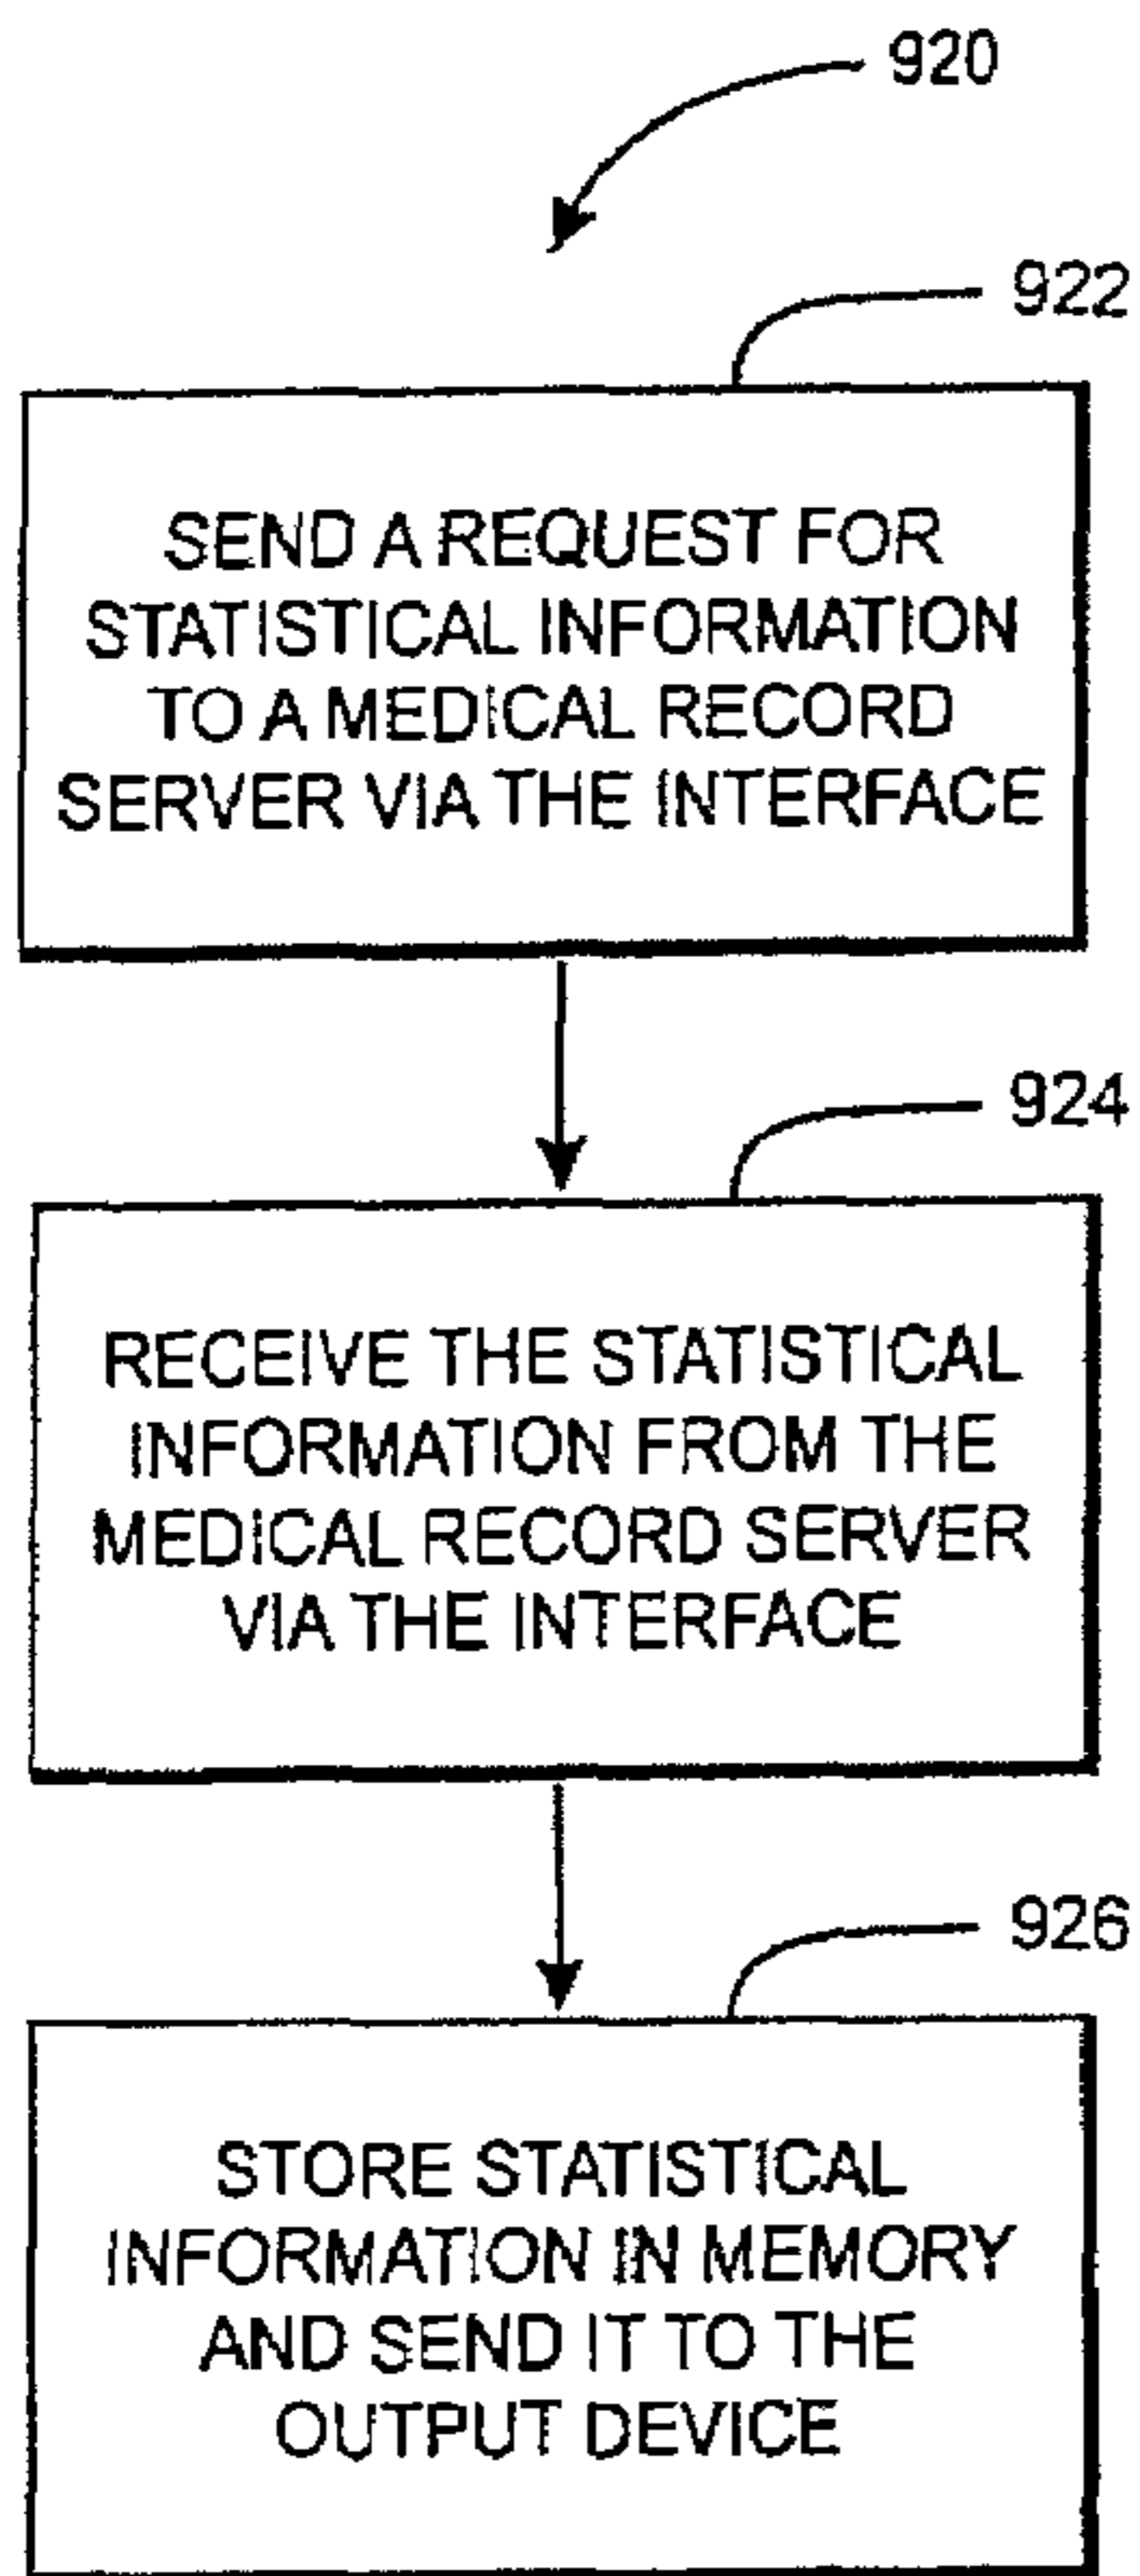 920
922
SEND A REQUEST FOR
STATISTICAL INFORMATION
TO A MEDICAL RECORD
SERVER VIA THE INTERFACE
924
RECEIVE THE STATISTICAL
INFORMATION FROM THE
MEDICAL RECORD SERVER
VIA THE INTERFACE
926
STORE STATISTICAL
INFORMATION IN MEMORY
AND SEND IT TO THE
OUTPUT DEVICE